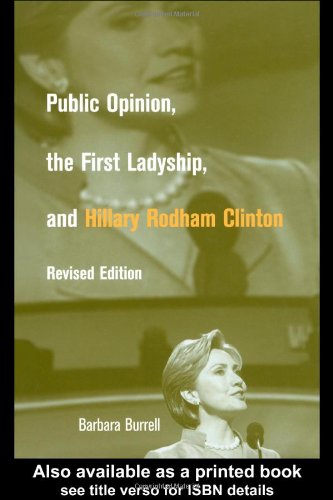 Public Opinion,
the First Ladyship,
and Hillary Rodham Clinton
Revised Edition
Barbara Burrell
Also available as a printed book
see title verso for ISBN details